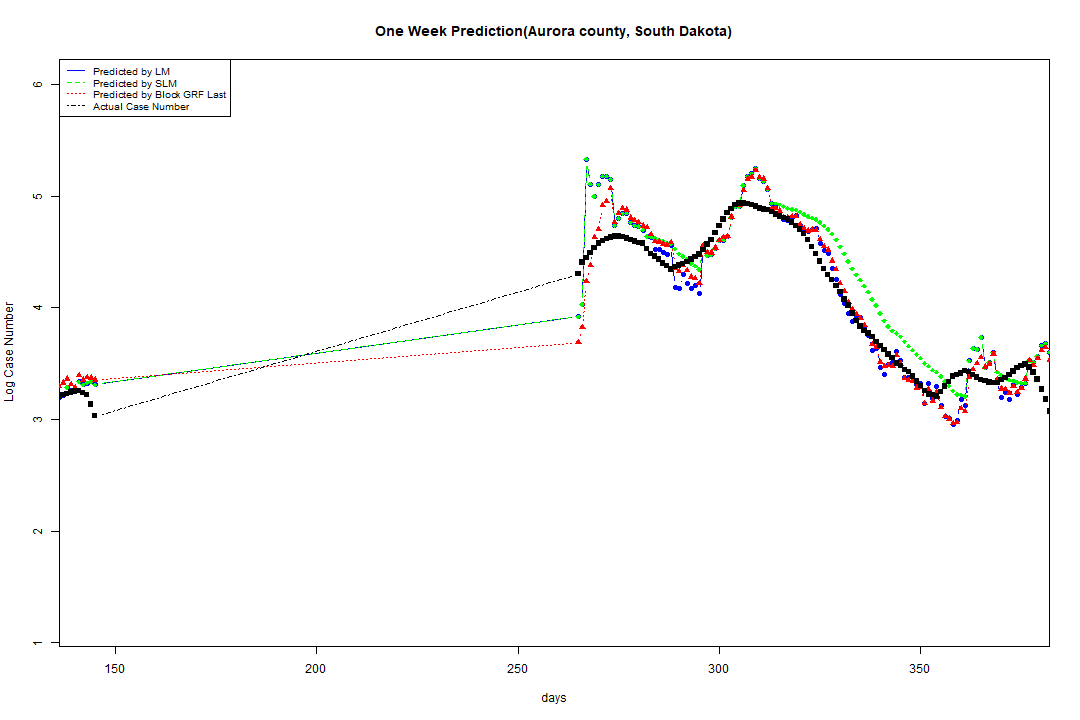 One Week Prediction(Aurora county, South Dakota)
Predicted by LM
Predicted by SLM
Predicted by Block GRF Last
Actual Case Number
6
5
4
3
2
1
Log Case Number
150 200 250 300 350
days